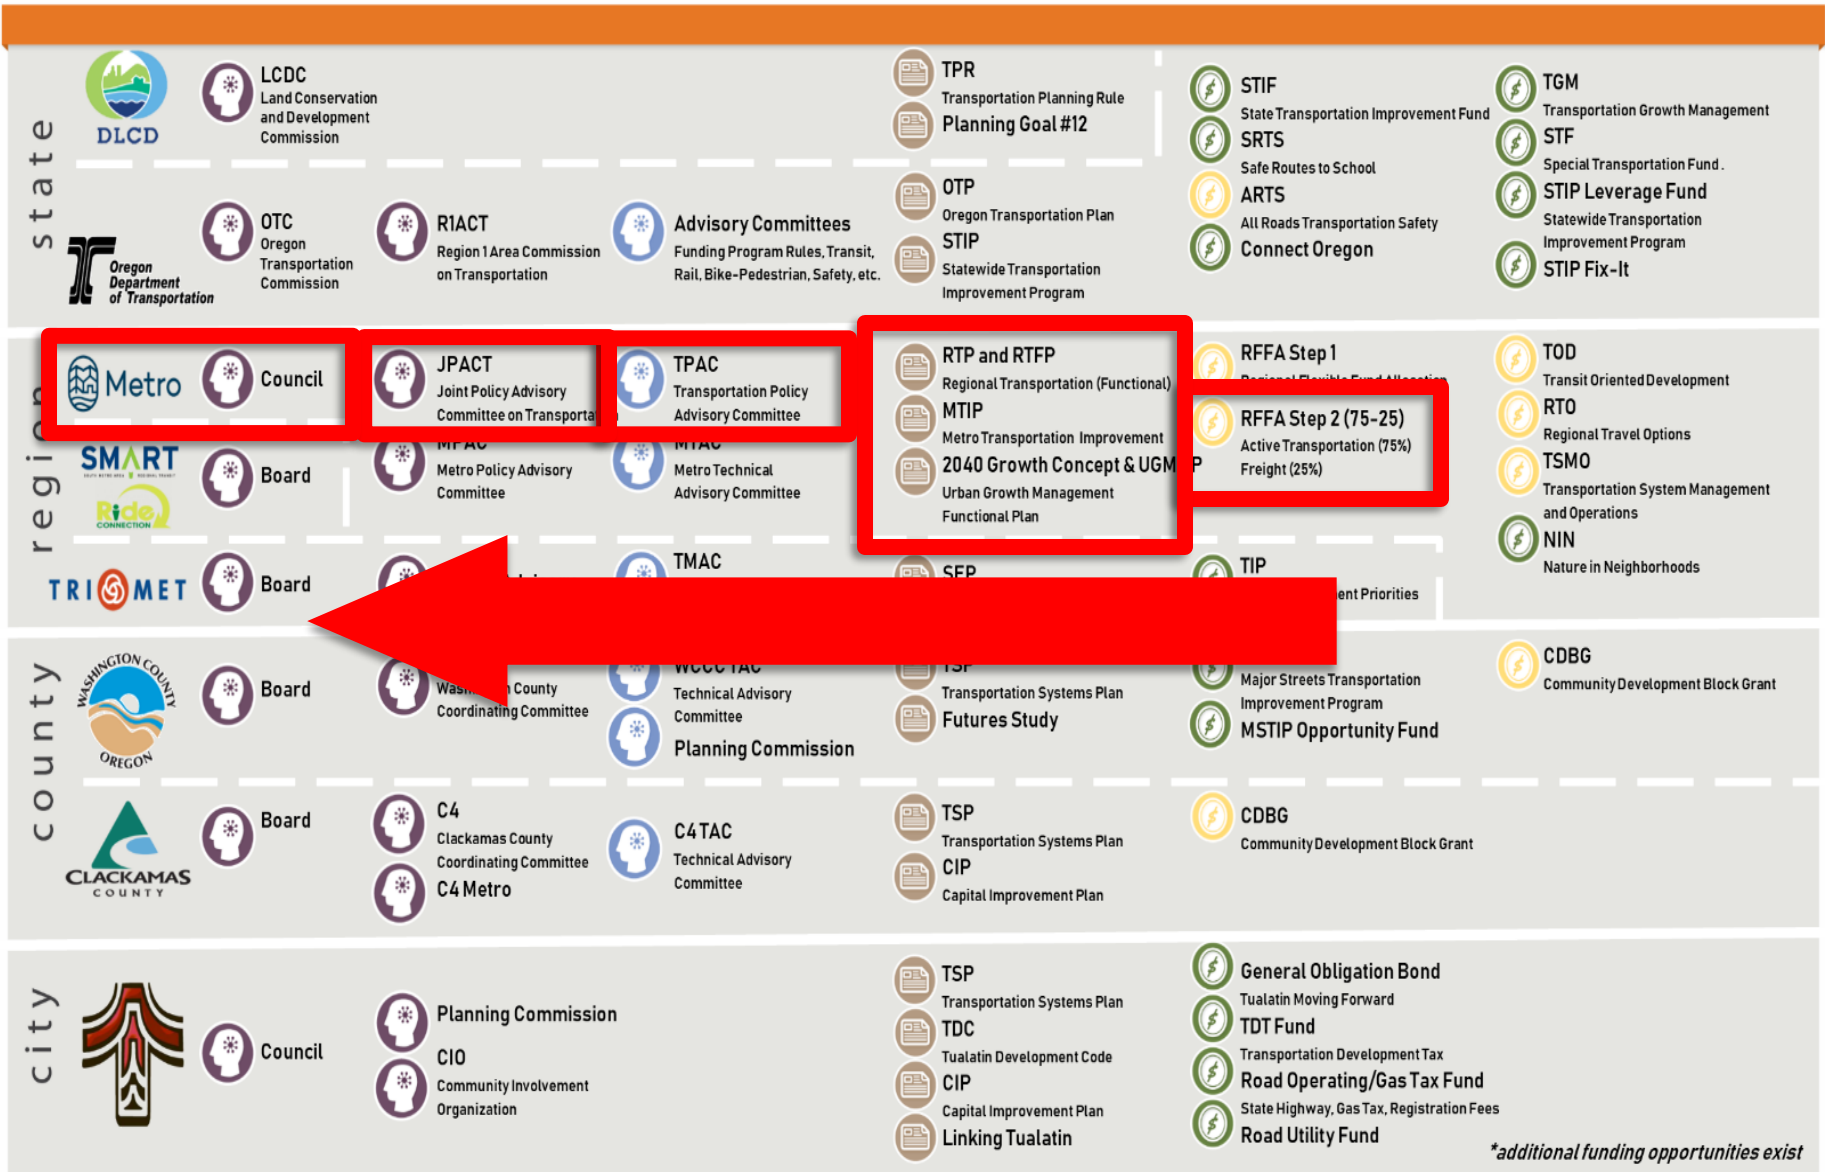 state
DLCD
LCDC
Land Conservation
and Development
Commission
TPR
Transportation Planning Rule
Planning Goal #12
STIF
State Transportation Improvement Fund
SRTS
Safe Routes to School
ARTS
All Roads Transportation Safety
Connect Oregon
TGM
Transportation Growth Management
STF
Special Transportation Fund .
STIP Leverage Fund
Statewide Transportation
Improvement Program
STIP Fix-It
Oregon
Department
of Transportation
OTC
Oregon
Transportation
Commission
R1ACT
Region 1 Area Commission
on Transportation
Advisory Committees
Funding Program Rules, Transit,
Rail, Bike-Pedestrian, Safety, etc.
OTP
Oregon Transportation Plan
STIP
Statewide Transportation
Improvement Program
region
Metro
Council
JPACT
Joint Policy Advisory
Committee on Transportation
TPAC
Transportation Policy
Advisory Committee
RTP and RTFP
Regional Transportation (Functional)
MTIP
Metro Transportation Improvement
2040 Growth Concept & UGM P
Urban Growth Management
Functional Plan
RFFA Step 1
Regional Flexible Fund Allocation
RFFA Step 2 (75-25)
Active Transportation (75%)
Freight (25%)
TOD
Transit Oriented Development
RTO
Regional Travel Options
TSMO
Transportation System Management
and Operations
NIN
Nature in Neighborhoods
SMART
Ride
CONNECTION
Board
MPAC
Metro Policy Advisory
Committee
MTAC
Metro Technical
Advisory Committee
TRI MET
Board
TMAC
SEP
TIP
ent Priorities
county
WASHINGTON COUNTY
OREGON
Board
County
Coordinating Committee
WCCC TAC
Technical Advisory
Committee
Planning Commission
TSP
Transportation Systems Plan
Futures Study
Major Streets Transportation
Improvement Program
MSTIP Opportunity Fund
CDBG
Community Development Block Grant
CLACKAMAS
COUNTY
Board
C4
Clackamas County
Coordinating Committee
C4 Metro
C4 TAC
Technical Advisory
Committee
TSP
Transportation Systems Plan
CIP
Capital Improvement Plan
CDBG
Community Development Block Grant
city
Council
Planning Commission
CIO
Community Involvement
Organization
TSP
Transportation Systems Plan
TDC
Tualatin Development Code
CIP
Capital Improvement Plan
Linking Tualatin
General Obligation Bond
Tualatin Moving Forward
TDT Fund
Transportation Development Tax
Road Operating/Gas Tax Fund
State Highway, Gas Tax, Registration Fees
Road Utility Fund
*additional funding opportunities exist